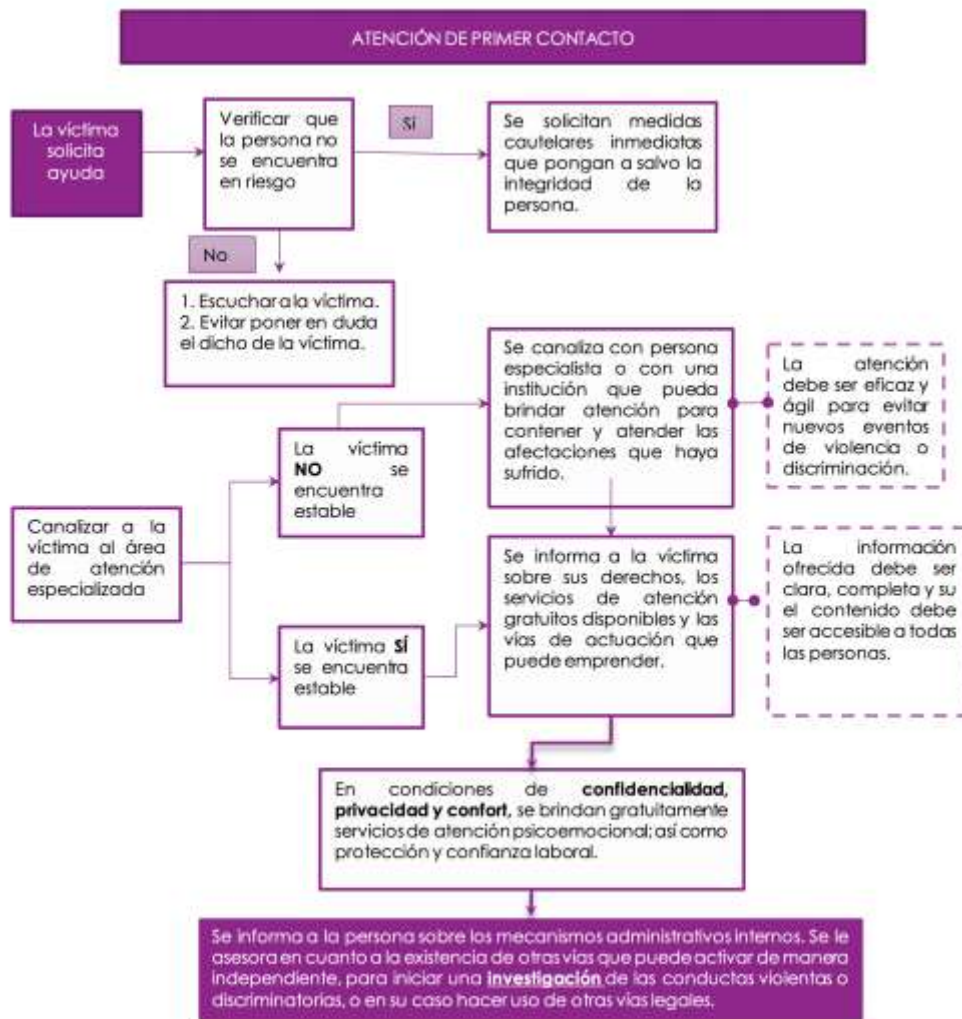 ATENCIÓN DE PRIMER CONTACTO
La víctima
solicita
ayuda
Verificar que
la persona no
se encuentra
en riesgo
Sí
Se solicitan medidas
cautelares inmediatas
que pongan a salvo la
integridad de la
persona.
No
1. Escuchar a la víctima.
2. Evitar poner en duda
el dicho de la víctima.
Se canaliza con persona
especialista o con una
institución que pueda
brindar atención para
contener y atender las
afectaciones que haya
sufrido.
La atención
debe ser eficaz y
ágil para evitar
nuevos eventos
de violencia o
discriminación.
La víctima
NO se
encuentra
estable
Canalizar a la
víctima al área
de atención
especializada
Se informa a la víctima
sobre sus derechos, los
servicios de atención
gratuitos disponibles y las
vías de actuación que
puede emprender.
La información
ofrecida debe ser
clara, completa y su
el contenido debe
ser accesible a todas
las personas.
La víctima SÍ
se encuentra
estable
En condiciones de confidencialidad,
privacidad y confort, se brindan gratuitamente
servicios de atención psicoemocional; así como
protección y confianza laboral.
Se informa a la persona sobre los mecanismos administrativos internos. Se le
asesora en cuanto a la existencia de otras vías que puede activar de manera
independiente, para iniciar una investigación de las conductas violentas o
discriminatorias, o en su caso hacer uso de otras vías legales.